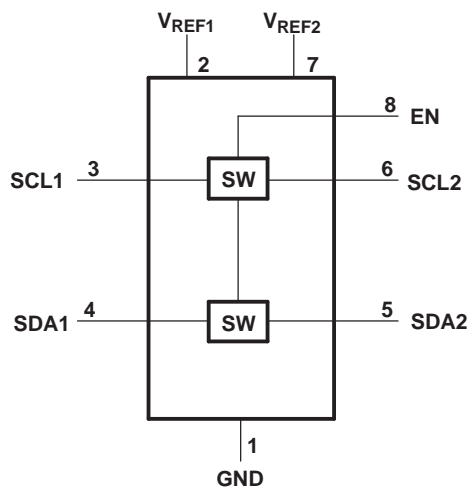 VREF1 VREF2
2 7
8 EN
SCL1 3 SW 6 SCL2
SDA1 4 SW 5 SDA2
1
GND